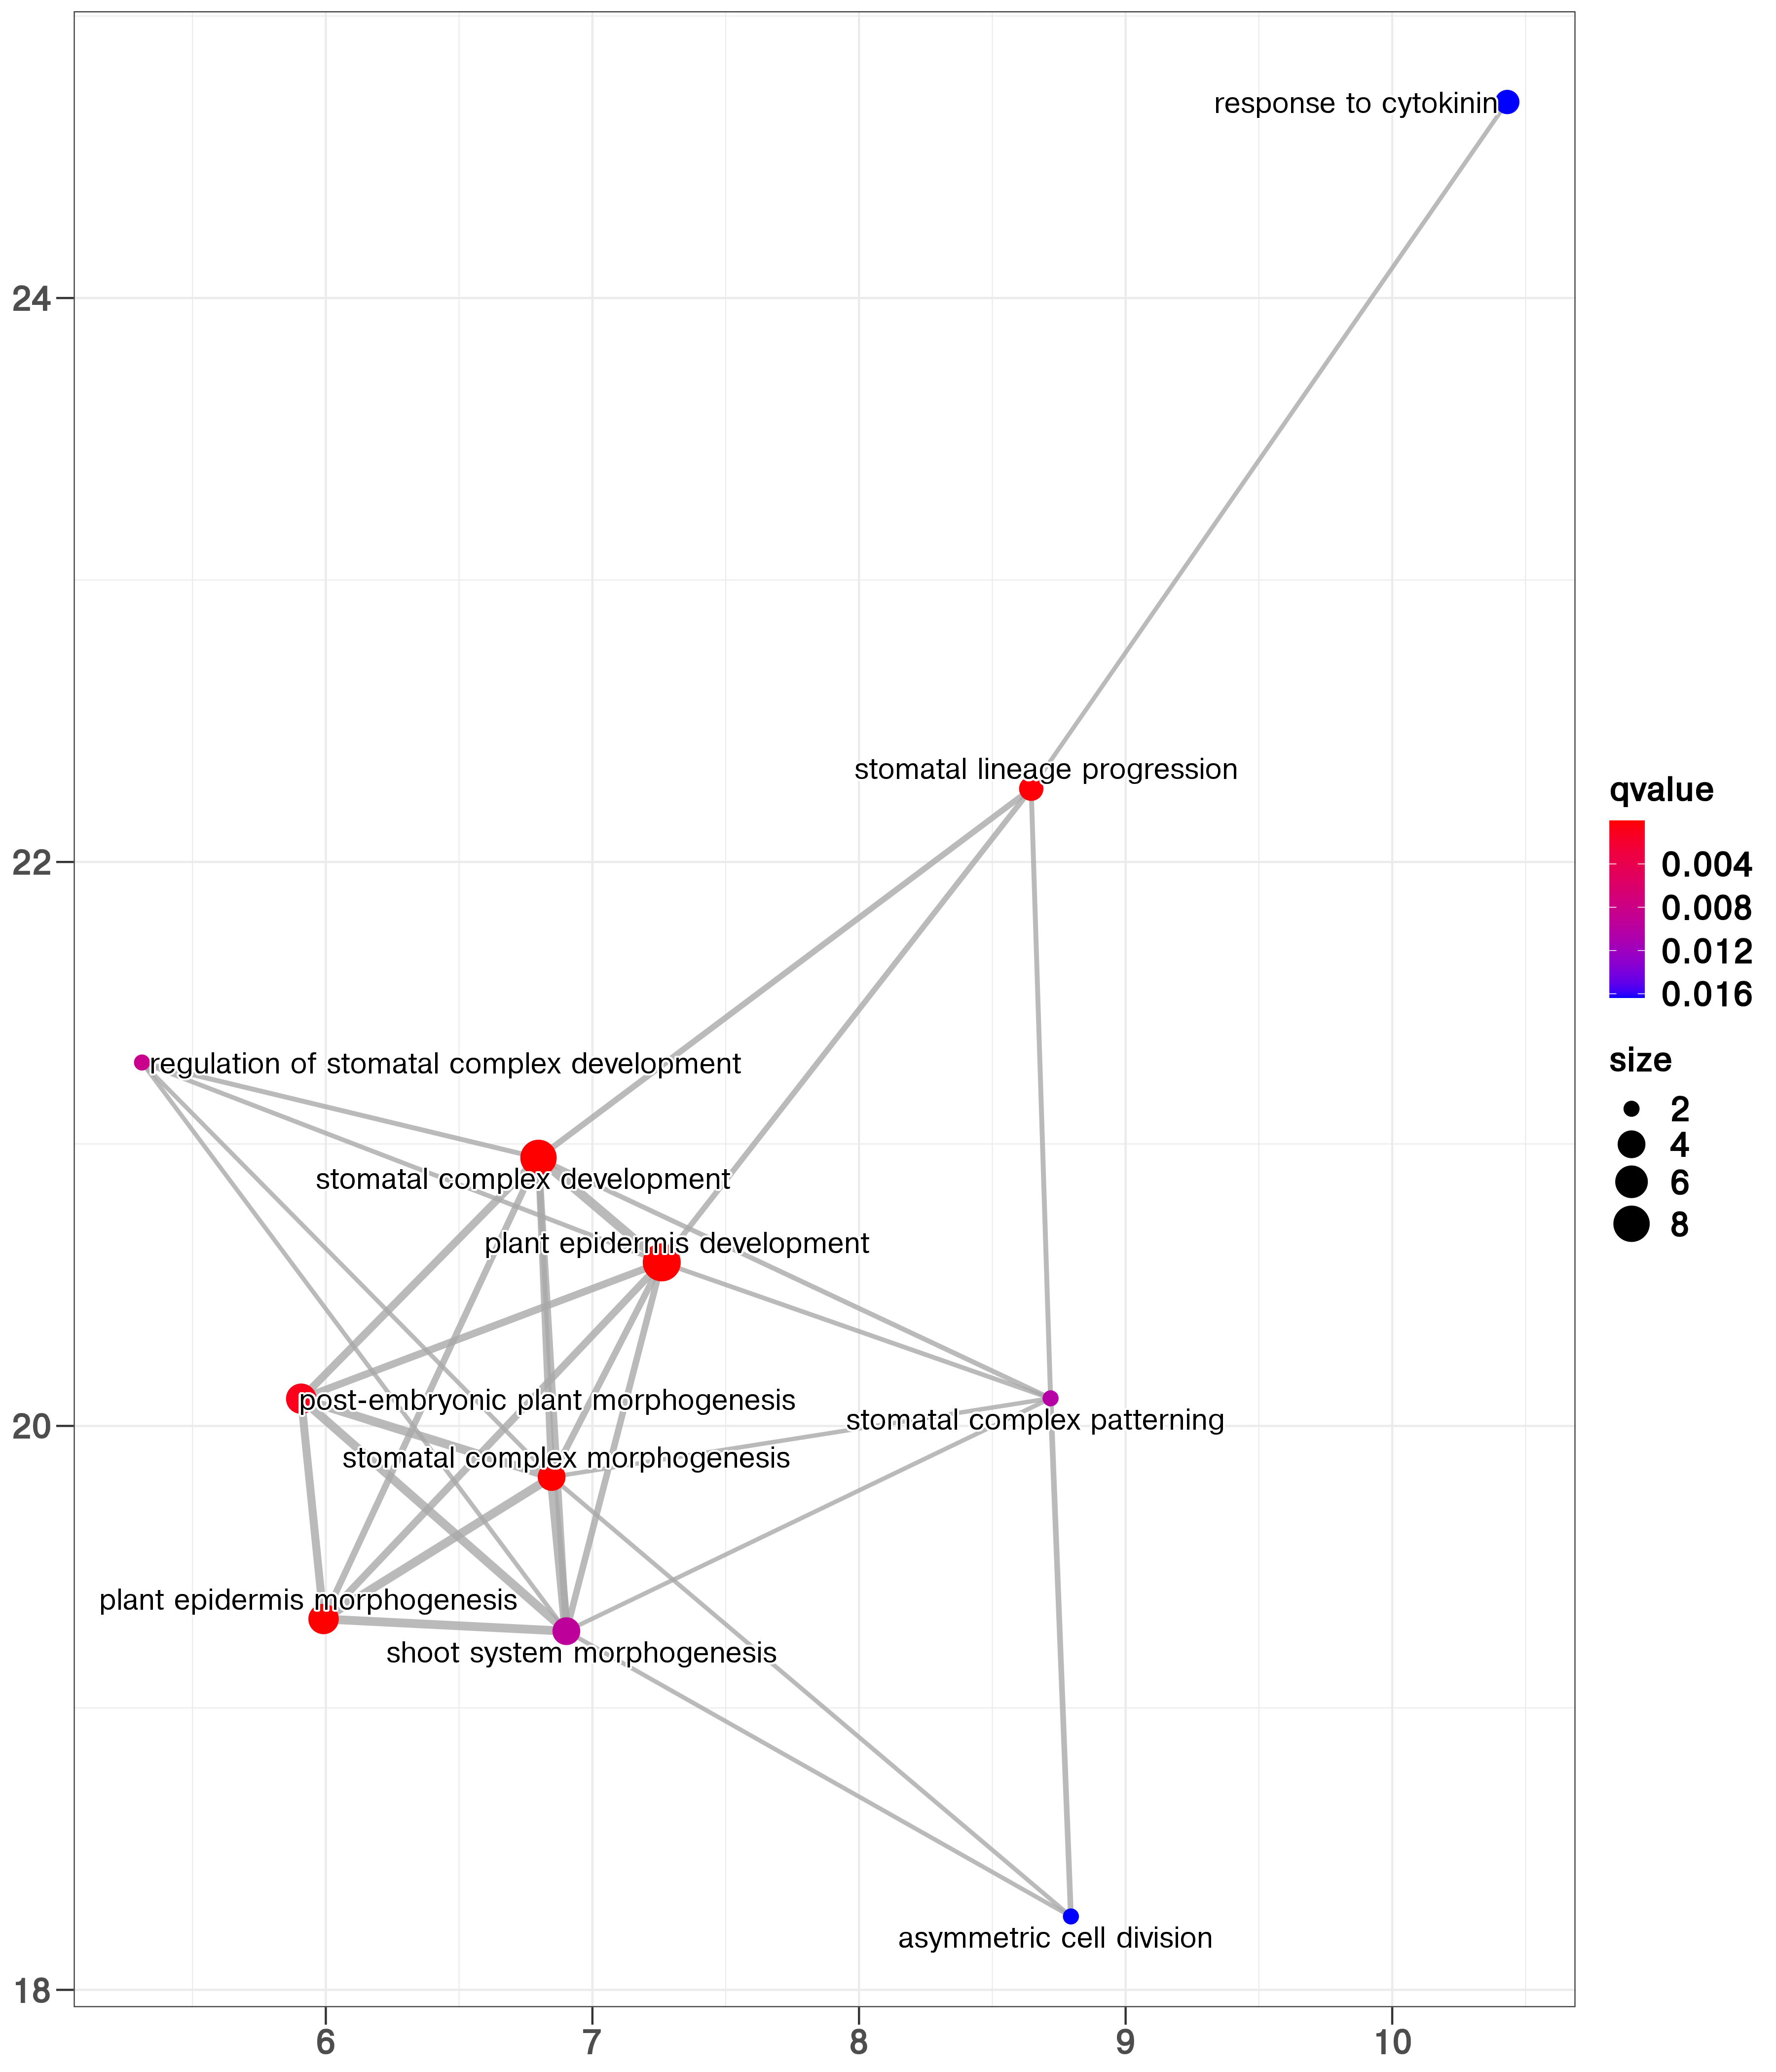 response to cytokinin
24
stomatal lineage progression
22
regulation of stomatal complex development
stomatal complex development
plant epidermis development
post-embryonic plant morphogenesis
stomatal complex patterning
20
stomatal complex morphogenesis
plant epidermis morphogenesis
shoot system morphogenesis
asymmetric cell division
18
6 7 8 9 10
qvalue
0.004
0.008
0.012
0.016
size
2
4
6
8